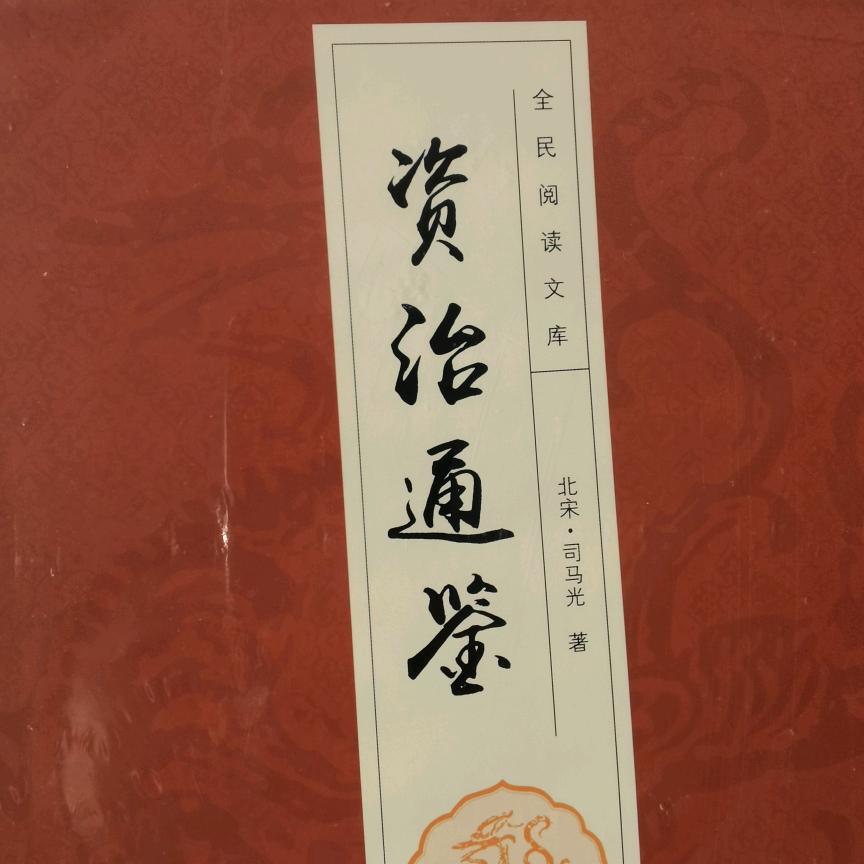 全民阅读文库
北宋·司马光 著
资治通鉴